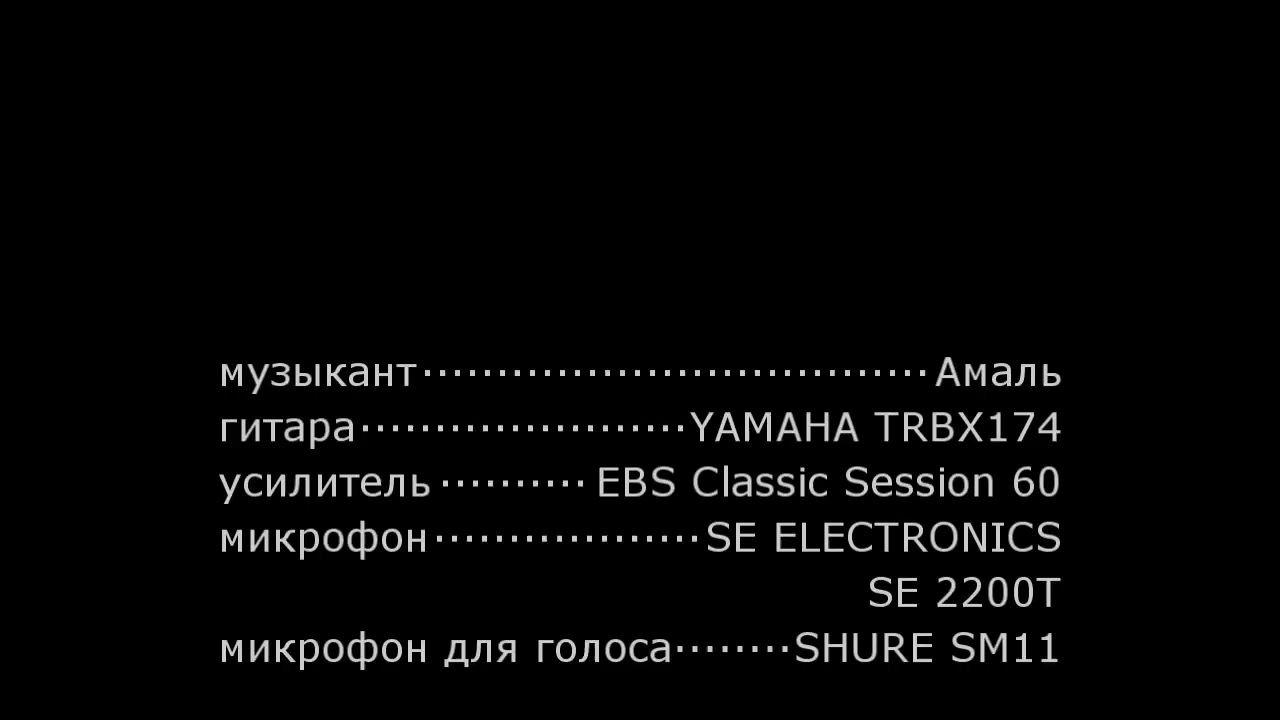 музыкант·································Амаль
гитара······················YAMAHA TRBX174
усилитель··········EBS Classic Session 60
микрофон··················SE ELECTRONICS
SE 2200T
микрофон для голоса········SHURE SM11